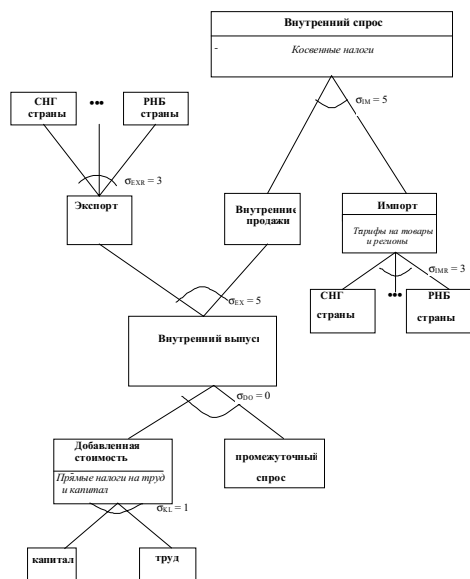 Внутренний спрос
- Косвенные налоги
σIM = 5
СНГ страны
•••
РНБ страны
σEXR = 3
Экспорт
Внутренние продажи
Импорт
Тарифы на товары и регионы
σIMR = 3
СНГ страны
•••
РНБ страны
σEX = 5
Внутренний выпуск
σDO = 0
Добавленная стоимость
Прямые налоги на труд и капитал
промежуточный спрос
σKL = 1
капитал
труд